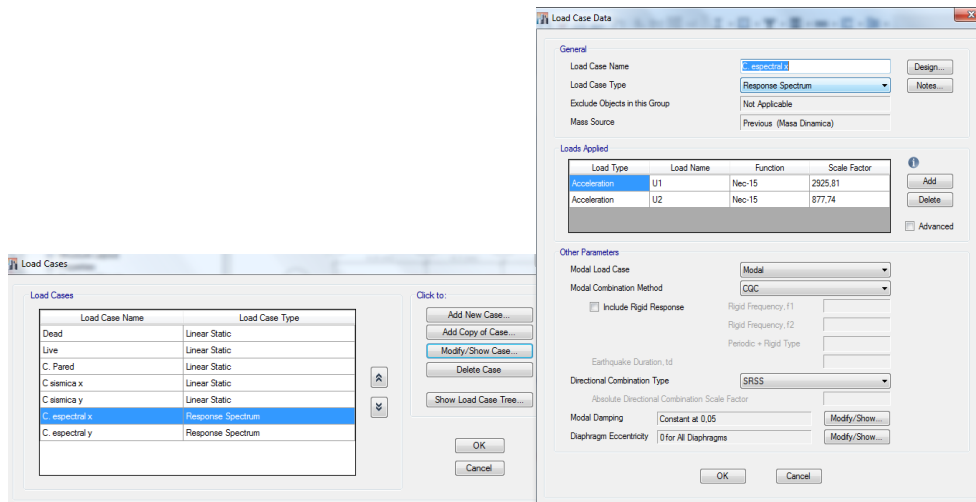 Load Cases
Load Cases
Load Case Name Load Case Type
Dead Linear Static
Live Linear Static
C. Pared Linear Static
C sismica x Linear Static
C sismica y Linear Static
C. espectral x Response Spectrum
C. espectral y Response Spectrum
Click to:
Add New Case...
Add Copy of Case...
Modify/Show Case...
Delete Case
Show Load Case Tree...
OK
Cancel
Load Case Data
General
Load Case Name C. espectral x Design...
Load Case Type Response Spectrum Notes...
Exclude Objects in this Group Not Applicable
Mass Source Previous (Masa Dinamica)
Loads Applied
Load Type Load Name Function Scale Factor
Acceleration U1 Nec-15 2925,81 Add
Acceleration U2 Nec-15 877,74 Delete
Advanced
Other Parameters
Modal Load Case Modal
Modal Combination Method CQC
Include Rigid Response Rigid Frequency, f1
Rigid Frequency, f2
Periodic + Rigid Type
Earthquake Duration, td
Directional Combination Type SRSS
Absolute Directional Combination Scale Factor
Modal Damping Constant at 0,05 Modify/Show...
Diaphragm Eccentricity 0 for All Diaphragms Modify/Show...
OK Cancel